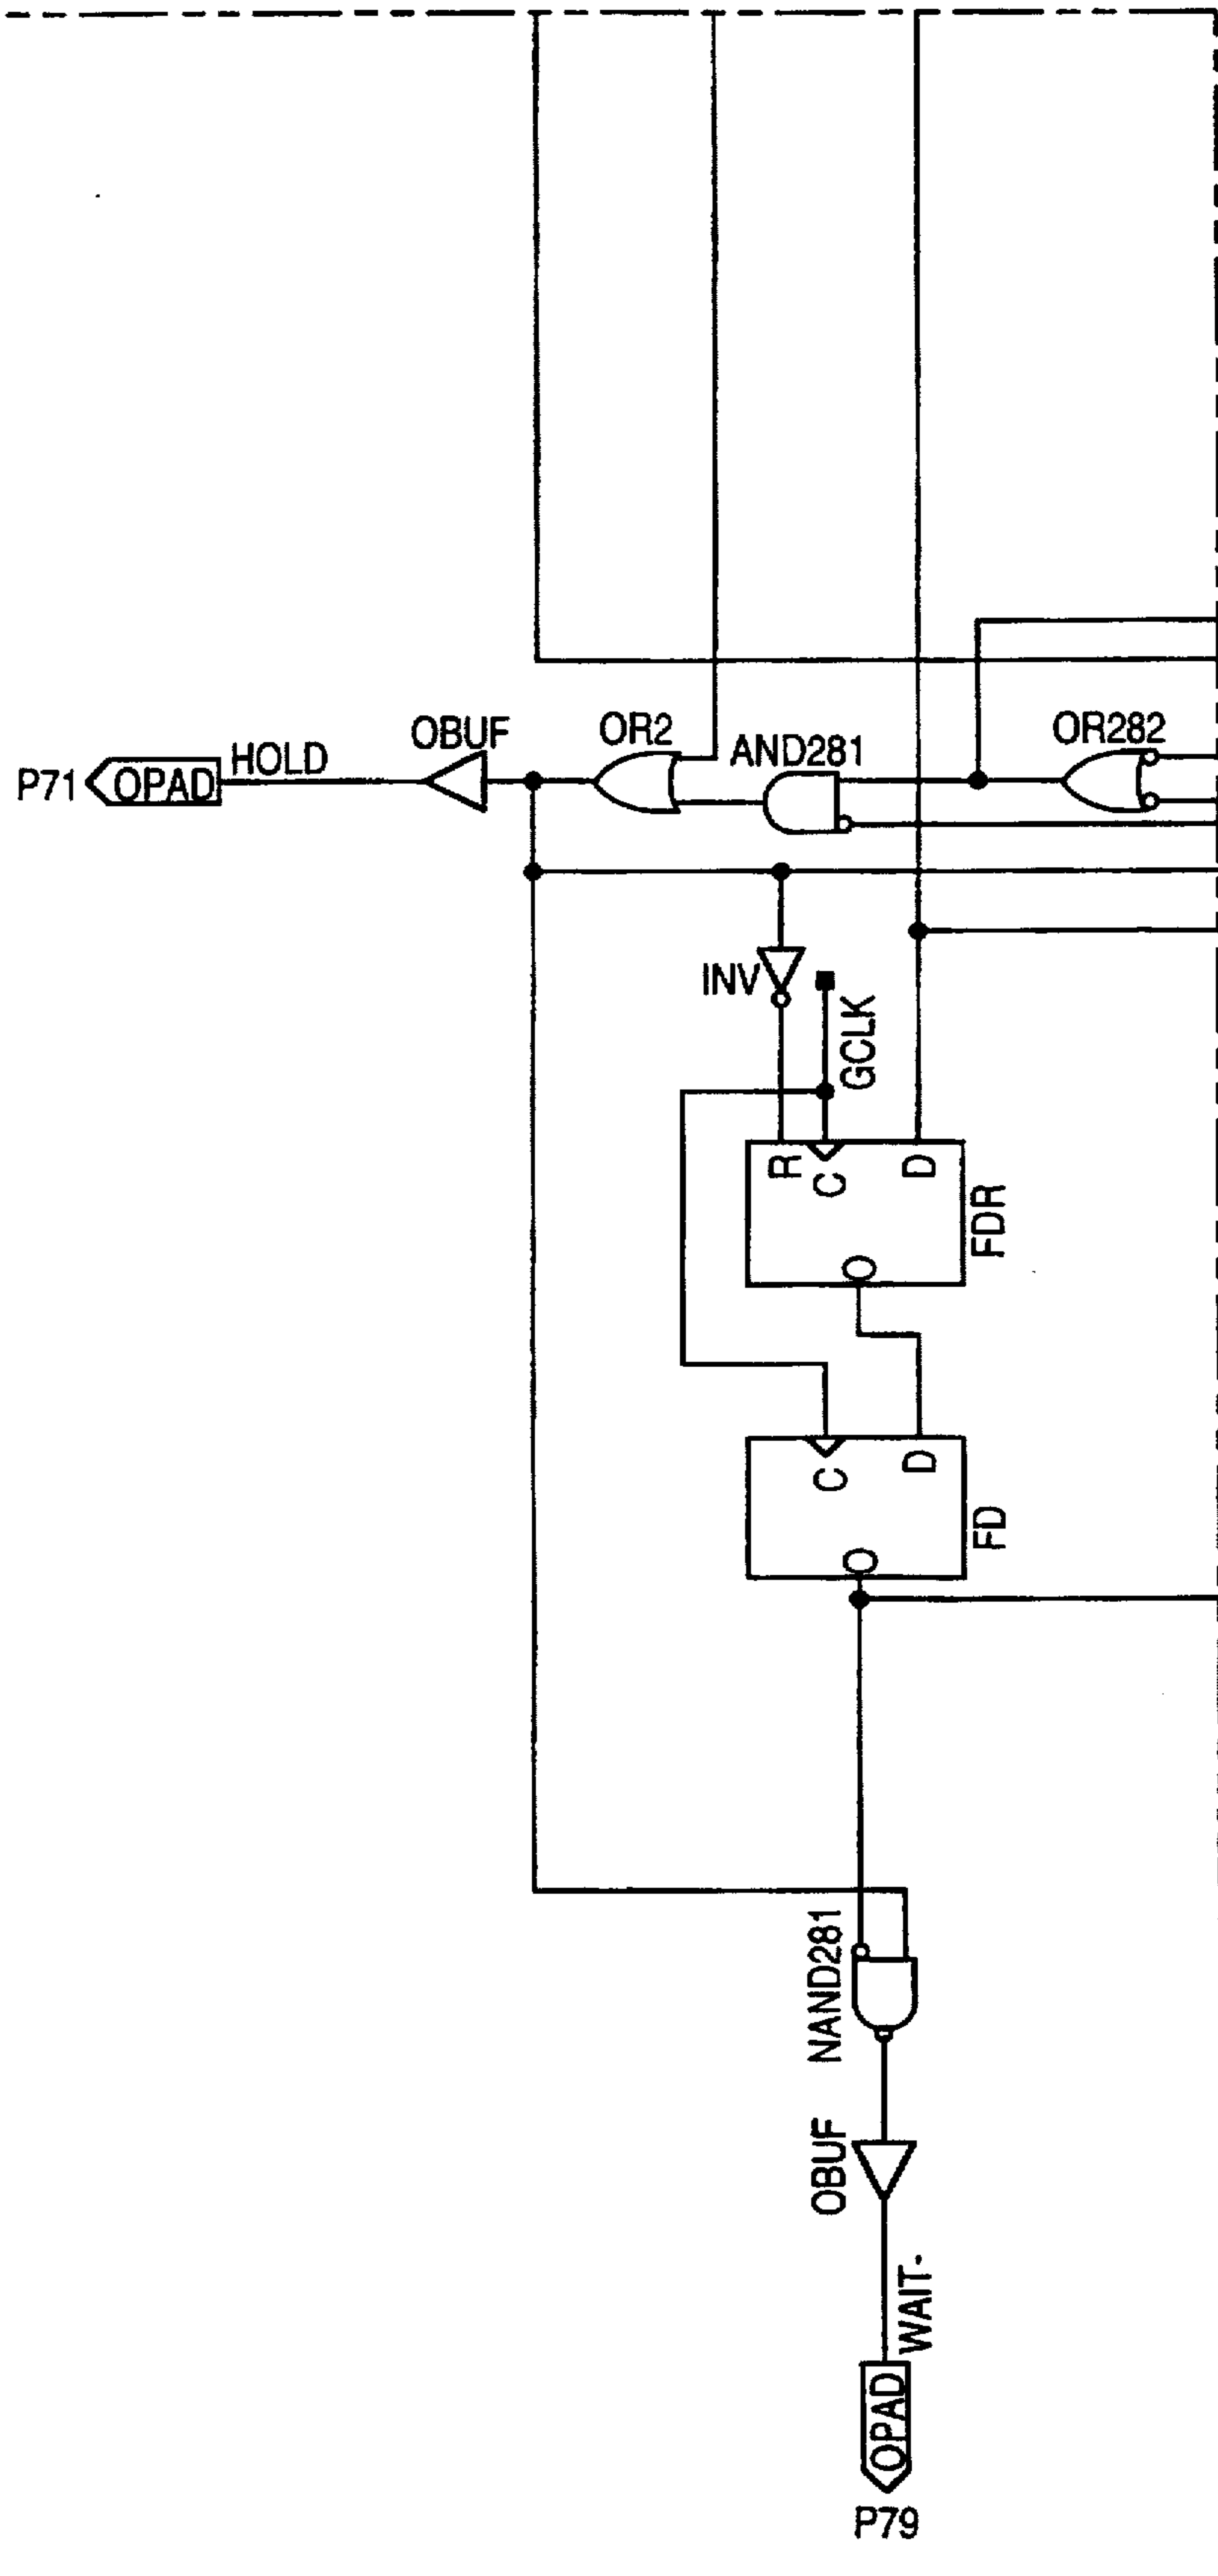 OBUF
OR2
AND281
OR282
P71
OPAD
HOLD
INV
GCLK
R
C
D
FDR
O
C
D
FD
O
NAND281
OBUF
WAIT-
OPAD
P79